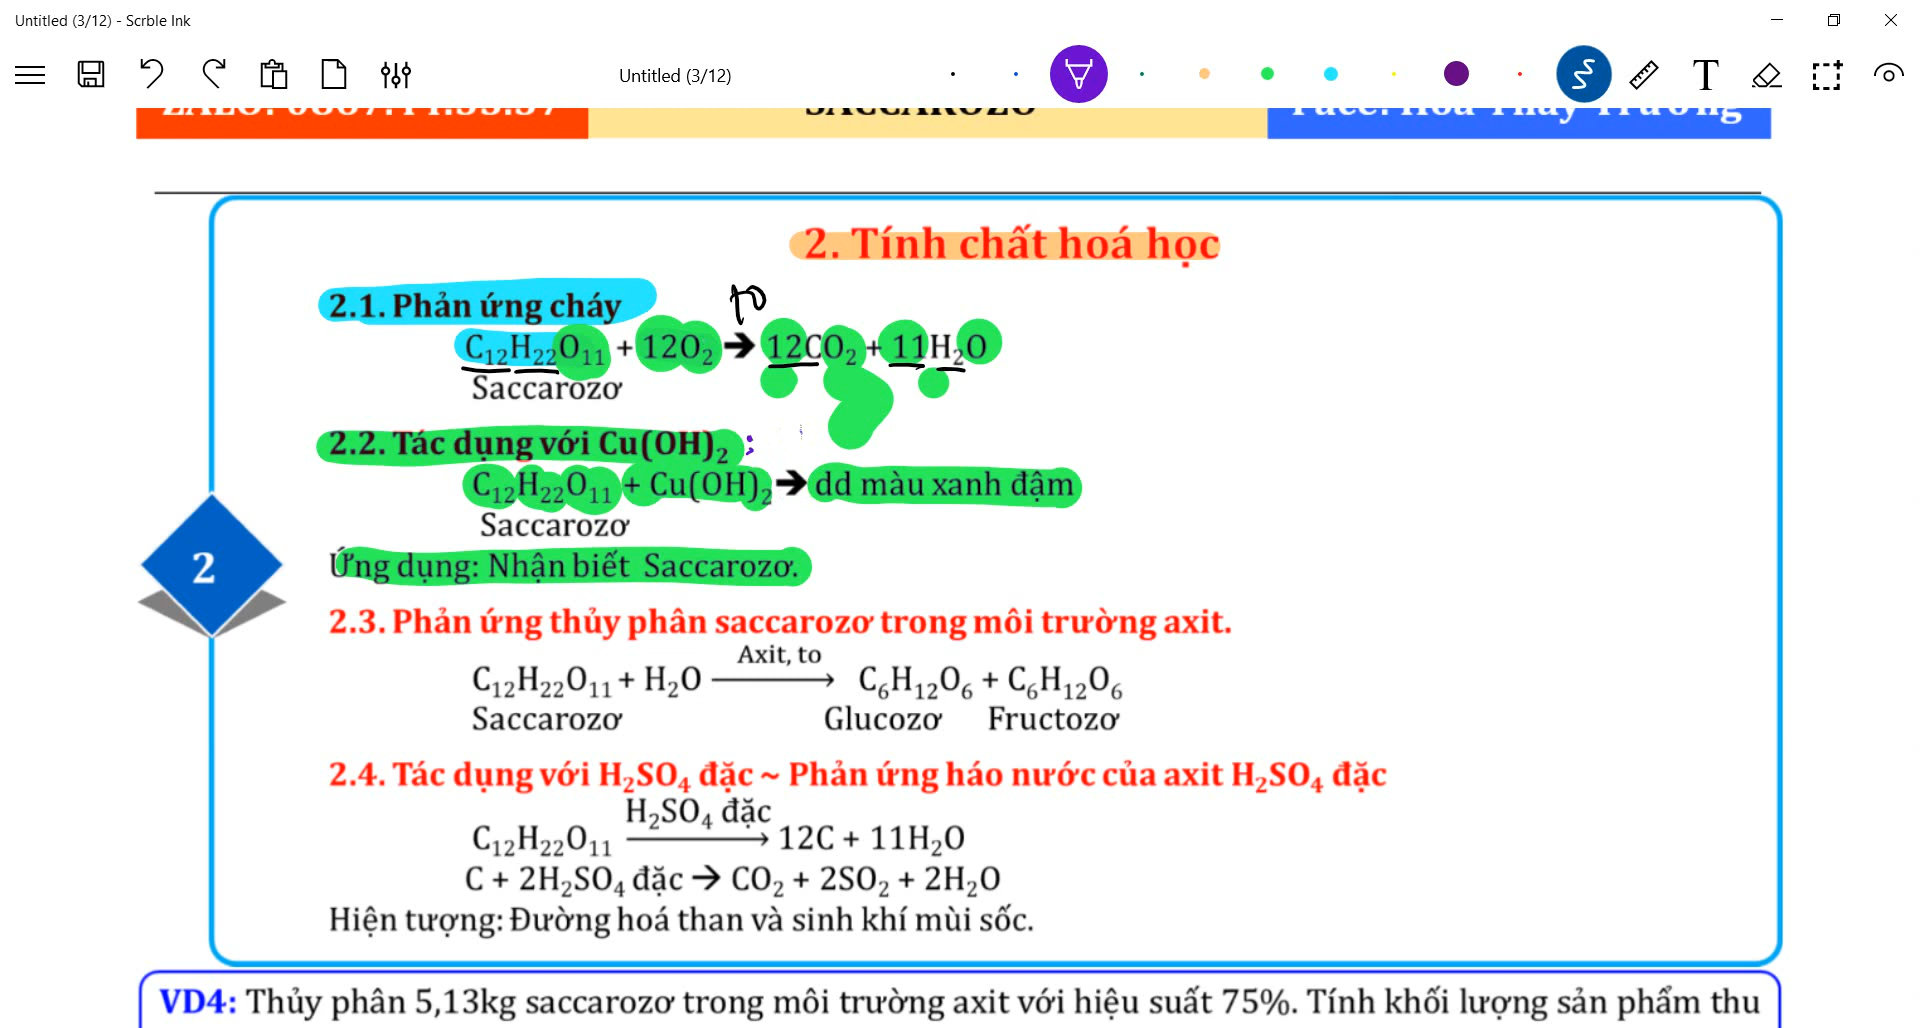 Untitled (3/12) - Scrble Ink
Untitled (3/12)
T
SACCAROZO
2. Tính chất hoá học
2.1. Phản ứng cháy
to
C12H22O11 + 12O2 → 12CO2 + 11H2O
Saccarozơ
2.2. Tác dụng với Cu(OH)2 :
C12H22O11 + Cu(OH)2 → dd màu xanh đậm
Saccarozơ
Ứng dụng: Nhận biết Saccarozơ.
2
2.3. Phản ứng thủy phân saccarozơ trong môi trường axit.
Axit, to
C12H22O11 + H2O ⟶ C6H12O6 + C6H12O6
Saccarozơ Glucozơ Fructozơ
2.4. Tác dụng với H2SO4 đặc ~ Phản ứng háo nước của axit H2SO4 đặc
H2SO4 đặc
C12H22O11 ⟶ 12C + 11H2O
C + 2H2SO4 đặc → CO2 + 2SO2 + 2H2O
Hiện tượng: Đường hoá than và sinh khí mùi sốc.
VD4: Thủy phân 5,13kg saccarozơ trong môi trường axit với hiệu suất 75%. Tính khối lượng sản phẩm thu